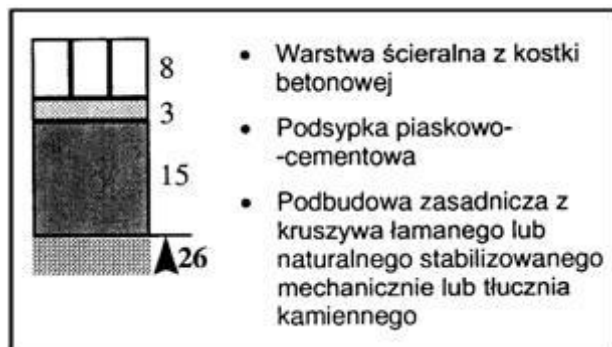 8
3
15
26
• Warstwa ścieralna z kostki
betonowej
• Podsypka piaskowo-
-cementowa
• Podbudowa zasadnicza z
kruszywa łamanego lub
naturalnego stabilizowanego
mechanicznie lub tłucznia
kamiennego